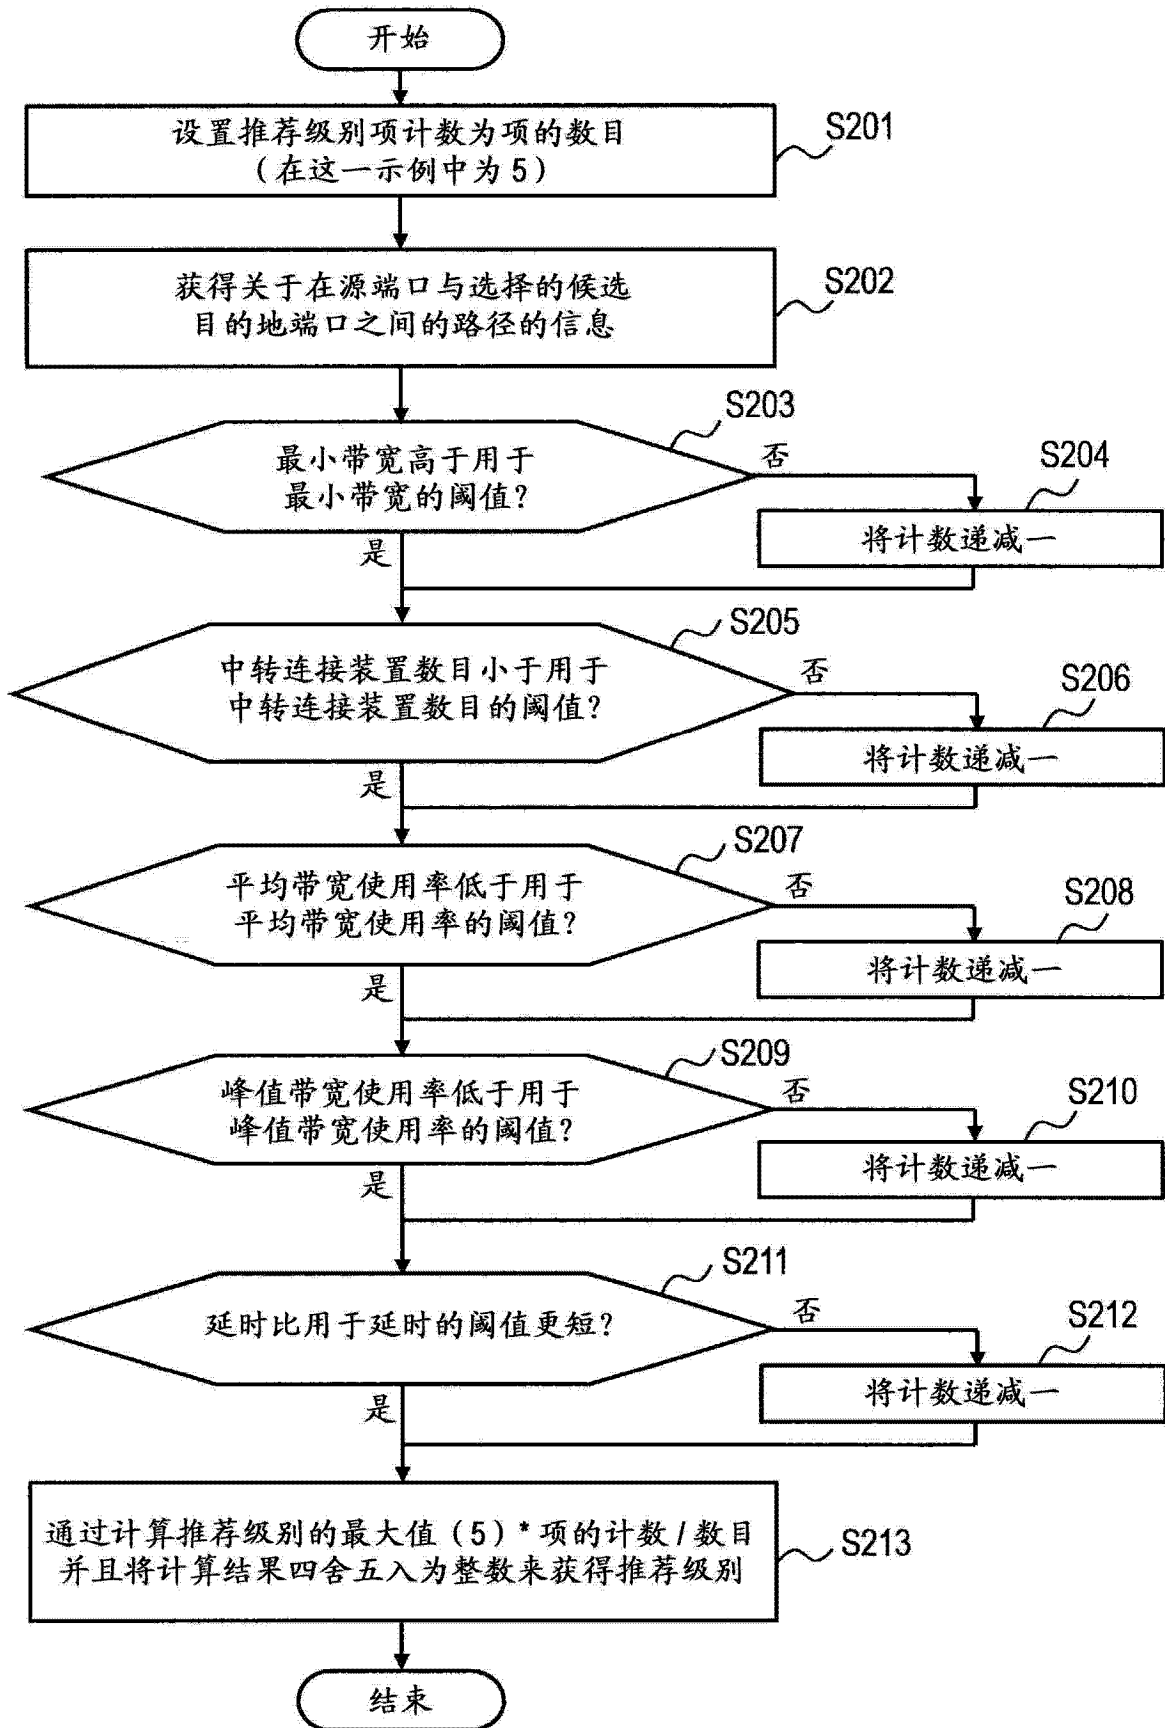 开始
设置推荐级别项计数为项的数目
(在这一示例中为5)
S201
获得关于在源端口与选择的候选
目的地端口之间的路径的信息
S202
最小带宽高于用于
最小带宽的阈值?
S203
否
S204
将计数递减一
是
中转连接装置数目小于用于
中转连接装置数目的阈值?
S205
否
S206
将计数递减一
是
平均带宽使用率低于用于
平均带宽使用率的阈值?
S207
否
S208
将计数递减一
是
峰值带宽使用率低于用于
峰值带宽使用率的阈值?
S209
否
S210
将计数递减一
是
延时比用于延时的阈值更短?
S211
否
S212
将计数递减一
是
通过计算推荐级别的最大值(5)*项的计数/数目
并且将计算结果四舍五入为整数来获得推荐级别
S213
结束